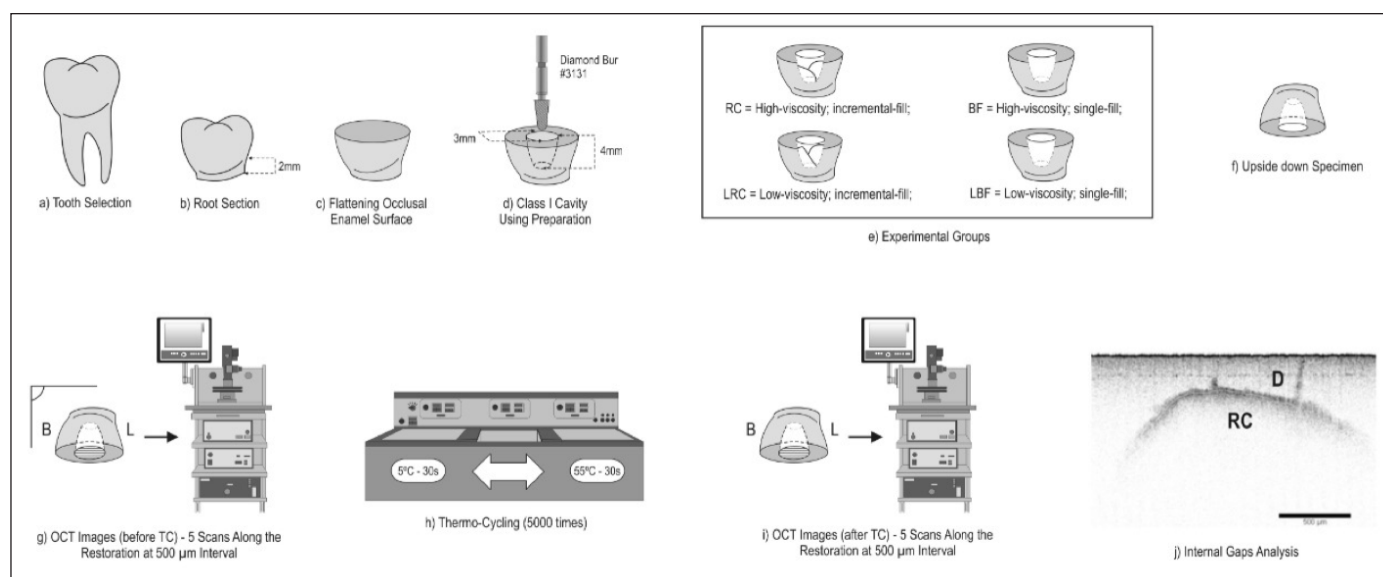 Diamond Bur
#3131
3mm
4mm
2mm
a) Tooth Selection
b) Root Section
c) Flattening Occlusal
Enamel Surface
d) Class I Cavity
Using Preparation
RC = High-viscosity; incremental-fill;
BF = High-viscosity; single-fill;
LRC = Low-viscosity; incremental-fill;
LBF = Low-viscosity; single-fill;
e) Experimental Groups
f) Upside down Specimen
B
L
g) OCT Images (before TC) - 5 Scans Along the
Restoration at 500 µm Interval
5ºC - 30s
55ºC - 30s
h) Thermo-Cycling (5000 times)
B
L
i) OCT Images (after TC) - 5 Scans Along the
Restoration at 500 µm Interval
D
RC
500 µm
j) Internal Gaps Analysis